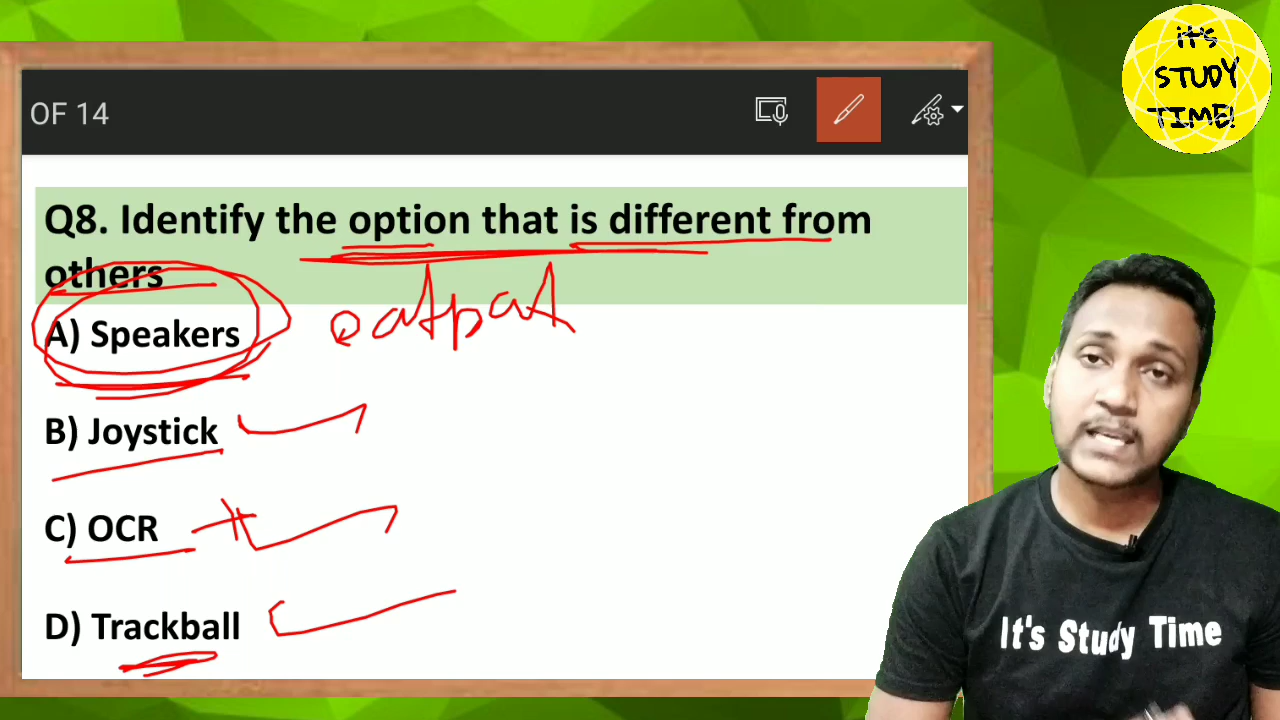 it's
STUDY
TIME!
OF 14
Q8. Identify the option that is different from
others
A) Speakers
output
B) Joystick
C) OCR
D) Trackball
It's Study Time